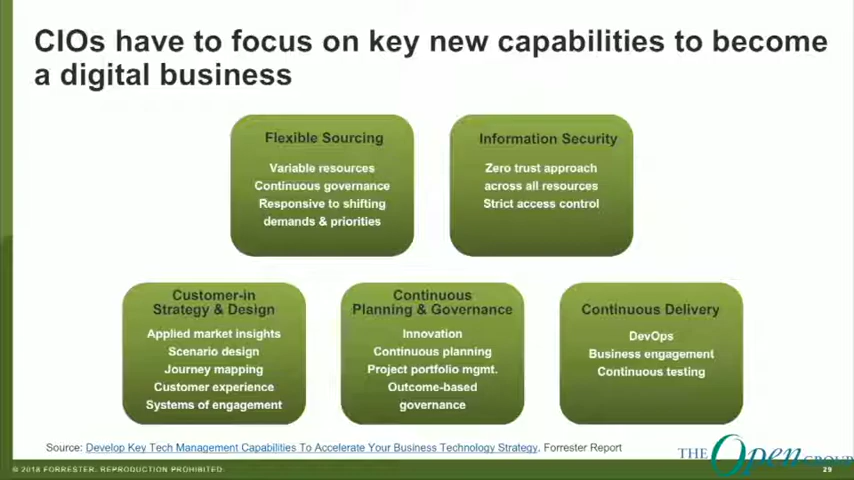 CIOs have to focus on key new capabilities to become
a digital business
Flexible Sourcing
Variable resources
Continuous governance
Responsive to shifting
demands & priorities
Information Security
Zero trust approach
across all resources
Strict access control
Customer-in
Strategy & Design
Applied market insights
Scenario design
Journey mapping
Customer experience
Systems of engagement
Continuous
Planning & Governance
Innovation
Continuous planning
Project portfolio mgmt.
Outcome-based
governance
Continuous Delivery
DevOps
Business engagement
Continuous testing
Source: Develop Key Tech Management Capabilities To Accelerate Your Business Technology Strategy, Forrester Report
© 2018 FORRESTER. REPRODUCTION PROHIBITED.
THE Open GROUP
29